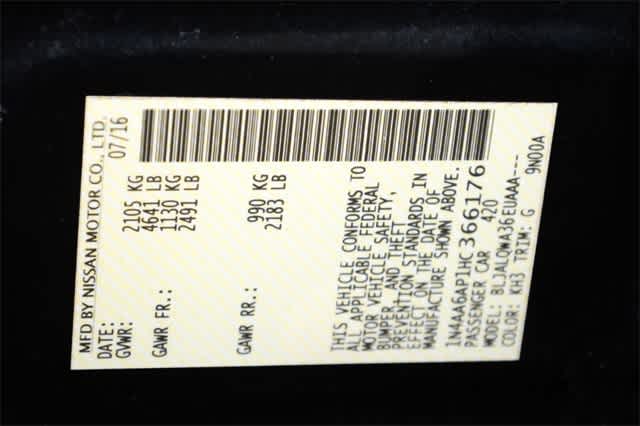 MFD BY NISSAN MOTOR CO., LTD.
DATE: 07/16
GVWR: 2105 KG
4641 LB
GAWR FR.: 1130 KG
2491 LB
GAWR RR.: 990 KG
2183 LB
THIS VEHICLE CONFORMS TO
ALL APPLICABLE FEDERAL
MOTOR VEHICLE SAFETY,
BUMPER, AND THEFT
PREVENTION STANDARDS IN
EFFECT ON THE DATE OF
MANUFACTURE SHOWN ABOVE.
1N4AA6AP1HC366176
PASSENGER CAR 420
MODEL: BLJALQWA36EUAAA---
COLOR: KH3 TRIM: G 9N00A